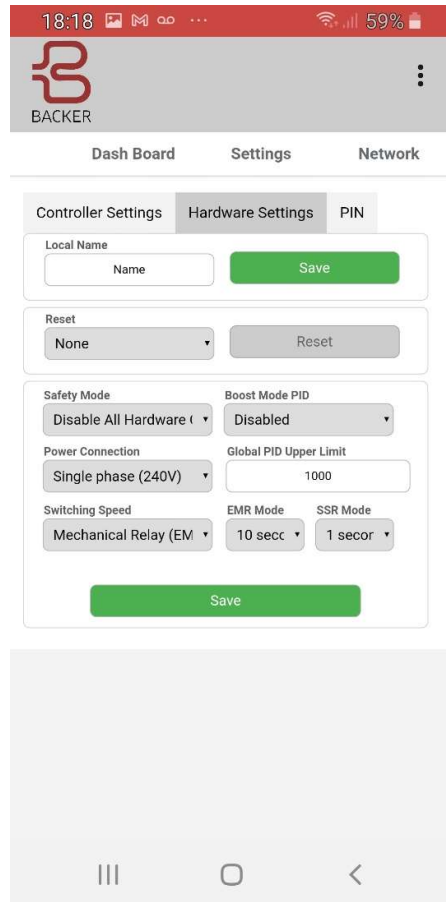 18:18 59%
BACKER
Dash Board Settings Network
Controller Settings Hardware Settings PIN
Local Name
Name Save
Reset
None Reset
Safety Mode Boost Mode PID
Disable All Hardware ( Disabled
Power Connection Global PID Upper Limit
Single phase (240V) 1000
Switching Speed EMR Mode SSR Mode
Mechanical Relay (EM 10 secc 1 secor
Save